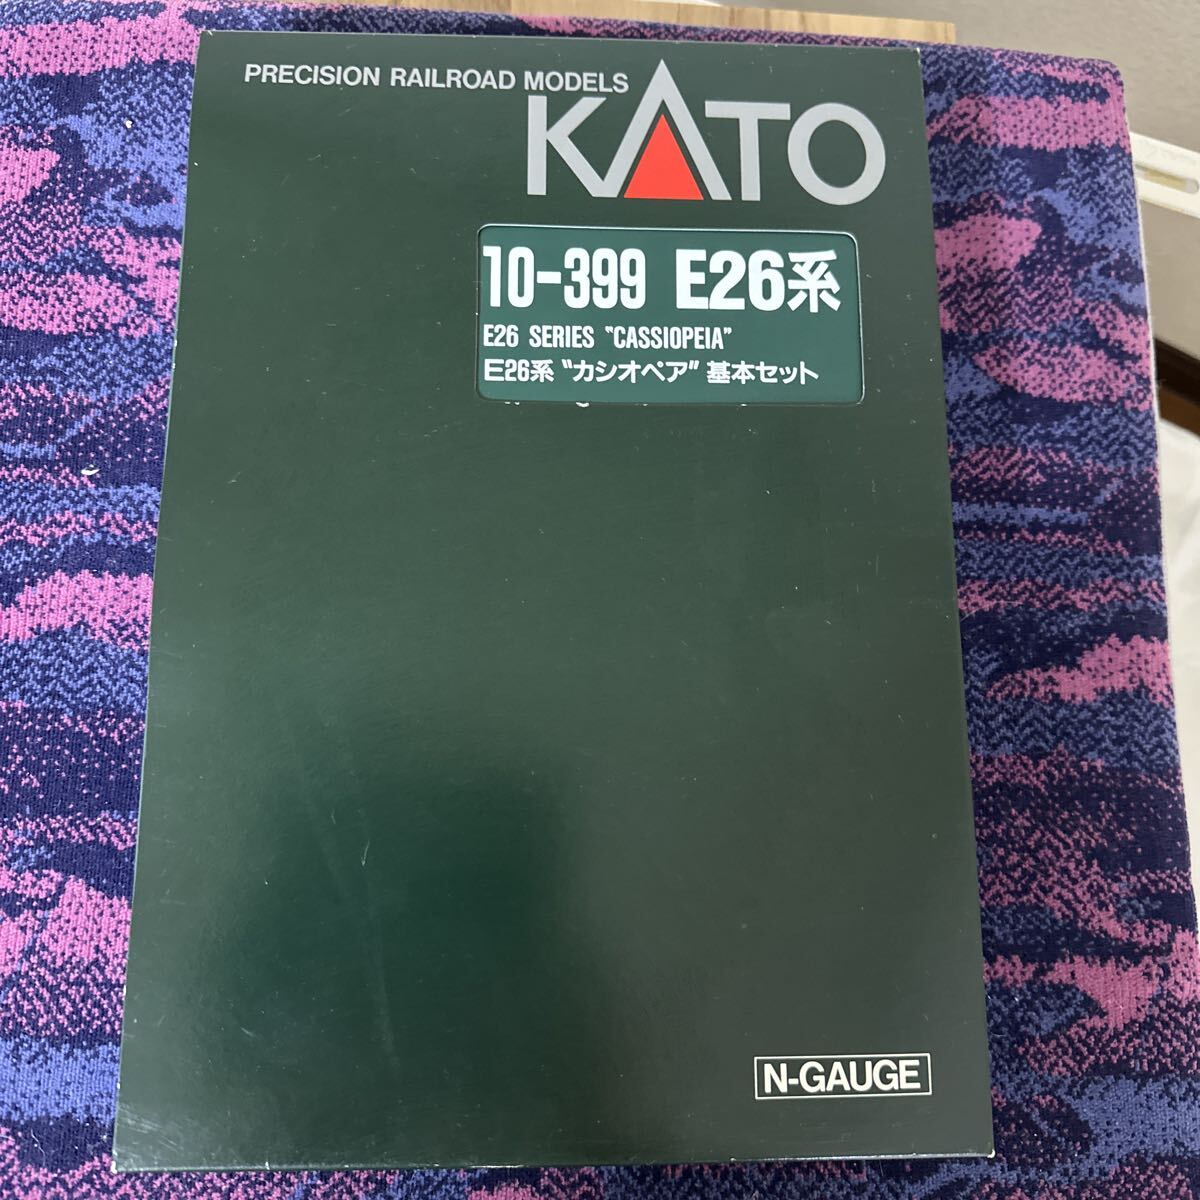 PRECISION RAILROAD MODELS
KATO
10-399 E26系
E26 SERIES "CASSIOPEIA"
E26系 "カシオペア" 基本セット
N-GAUGE